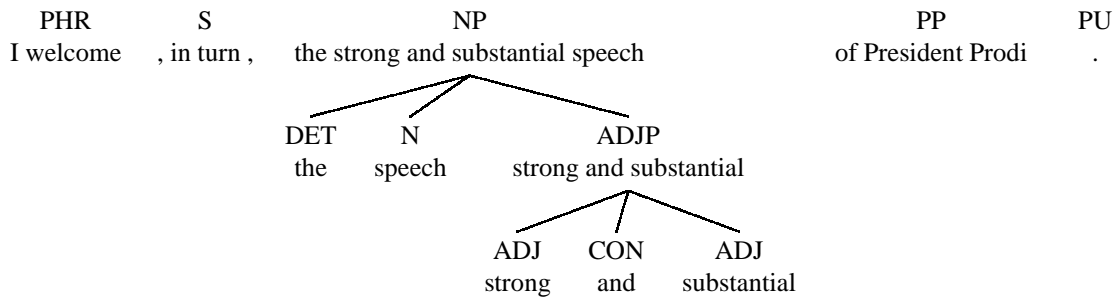 PHR S NP PP PU
I welcome , in turn , the strong and substantial speech of President Prodi .
DET N ADJP
the speech strong and substantial
ADJ CON ADJ
strong and substantial